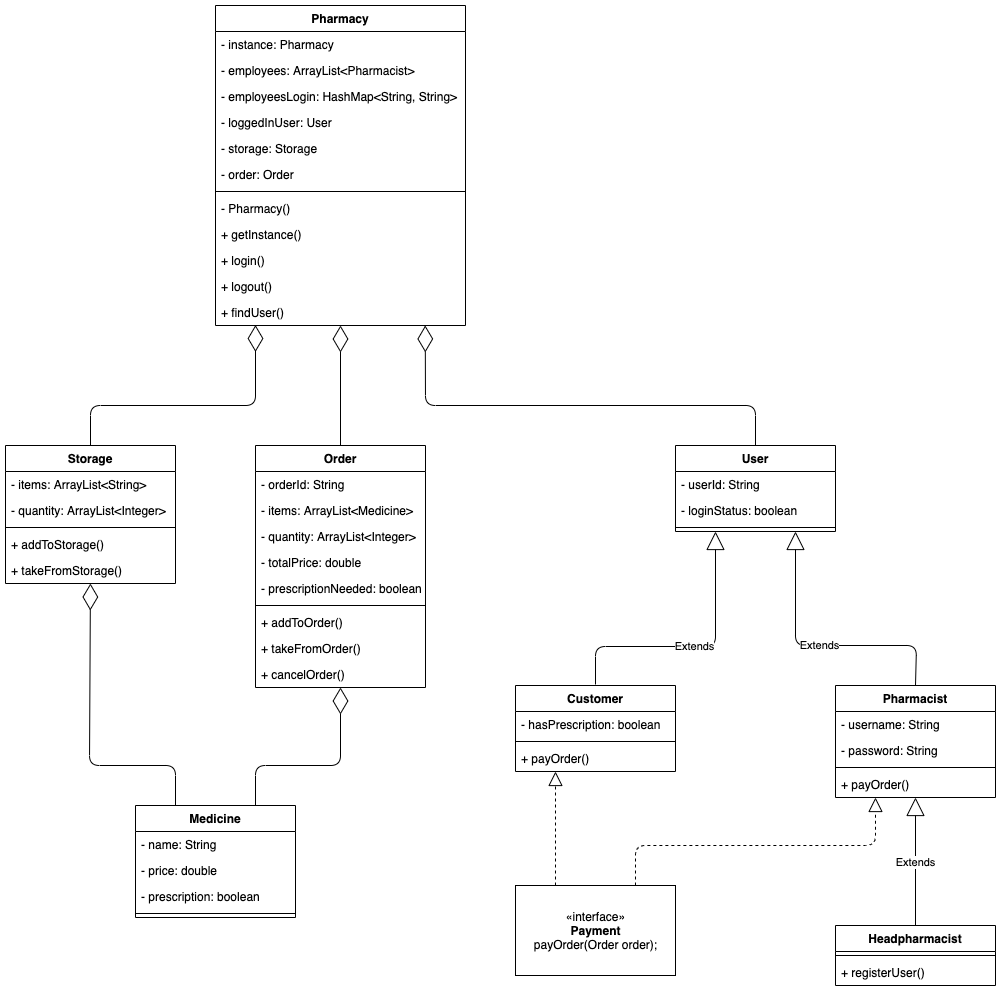 Pharmacy
- instance: Pharmacy
- employees: ArrayList<Pharmacist>
- employeesLogin: HashMap<String, String>
- loggedInUser: User
- storage: Storage
- order: Order
- Pharmacy()
+ getInstance()
+ login()
+ logout()
+ findUser()
Storage
- items: ArrayList<String>
- quantity: ArrayList<Integer>
+ addToStorage()
+ takeFromStorage()
Order
- orderId: String
- items: ArrayList<Medicine>
- quantity: ArrayList<Integer>
- totalPrice: double
- prescriptionNeeded: boolean
+ addToOrder()
+ takeFromOrder()
+ cancelOrder()
User
- userId: String
- loginStatus: boolean
Extends
Extends
Customer
- hasPrescription: boolean
+ payOrder()
Pharmacist
- username: String
- password: String
+ payOrder()
Medicine
- name: String
- price: double
- prescription: boolean
«interface»
Payment
payOrder(Order order);
Extends
Headpharmacist
+ registerUser()